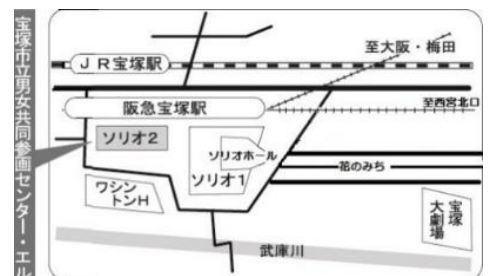 宝塚市立男女共同参画センター・エル
JR宝塚駅
至大阪・梅田
阪急宝塚駅
至西宮北口
ソリオ2
ソリオホール
ソリオ1
花のみち
ワシン
トンH
宝塚
大劇場
武庫川